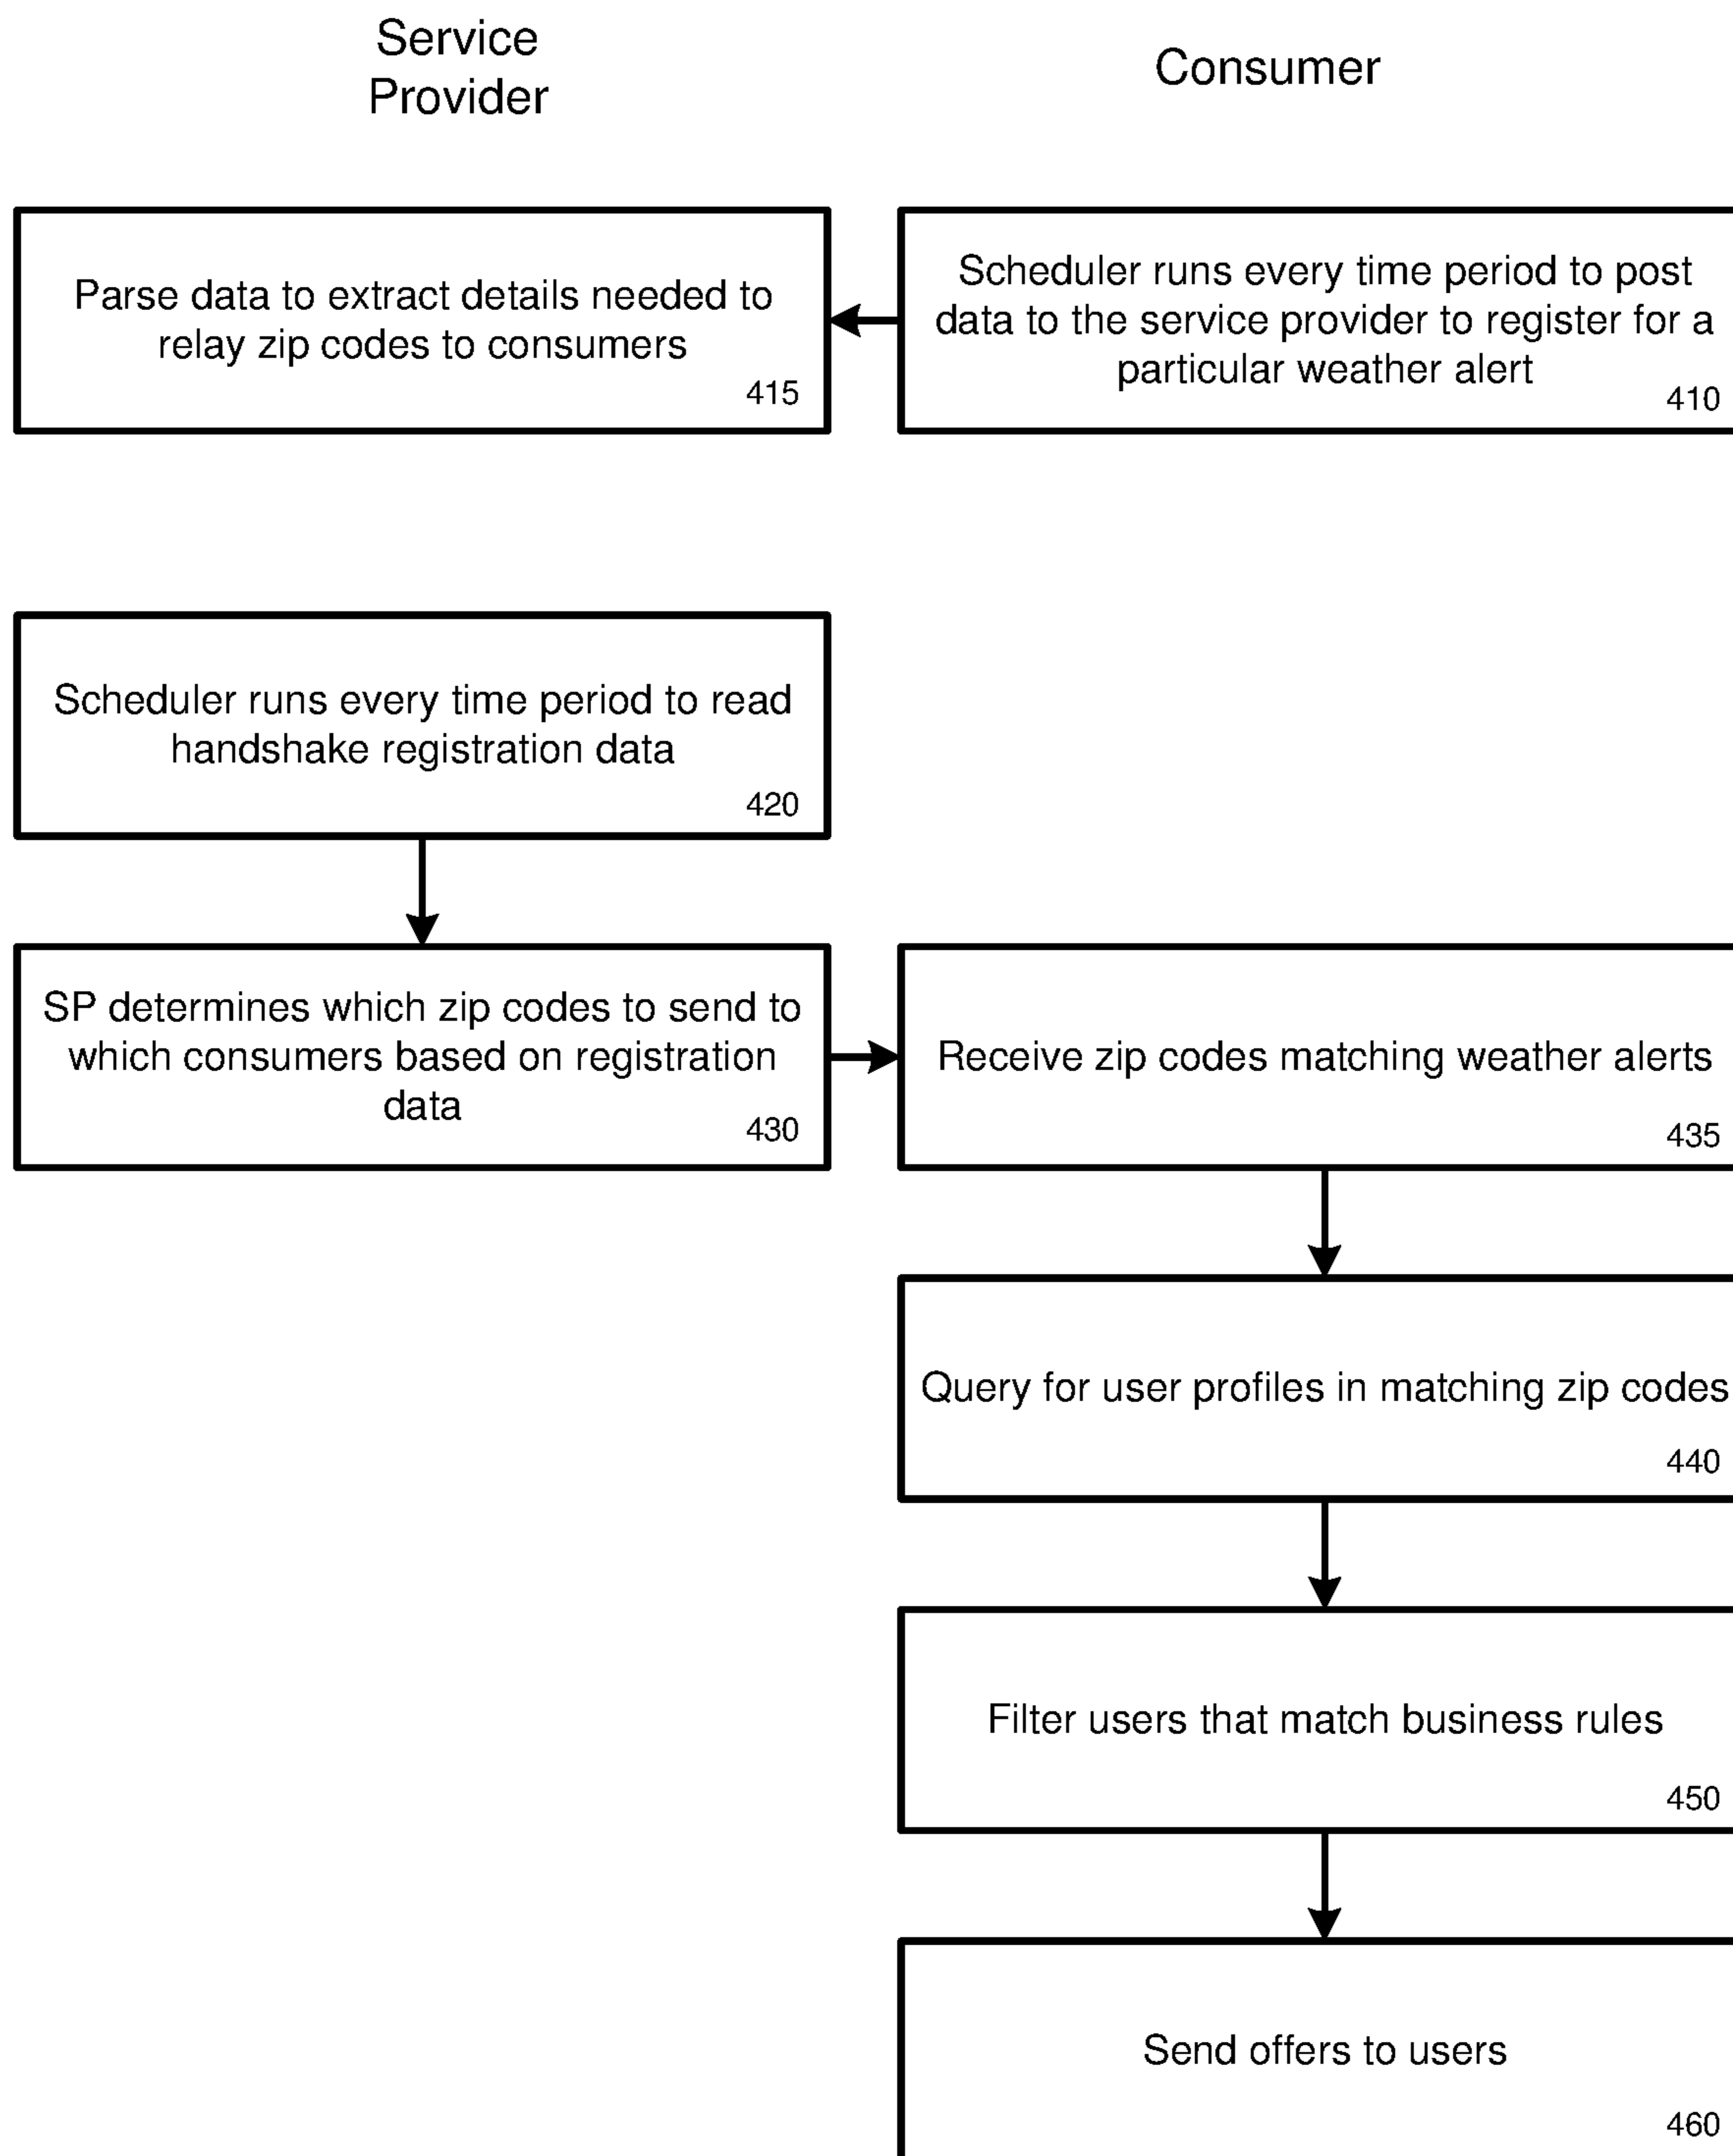 Service
Provider
Consumer
Parse data to extract details needed to
relay zip codes to consumers
415
Scheduler runs every time period to post
data to the service provider to register for a
particular weather alert
410
Scheduler runs every time period to read
handshake registration data
420
SP determines which zip codes to send to
which consumers based on registration
data
430
Receive zip codes matching weather alerts
435
Query for user profiles in matching zip codes
440
Filter users that match business rules
450
Send offers to users
460